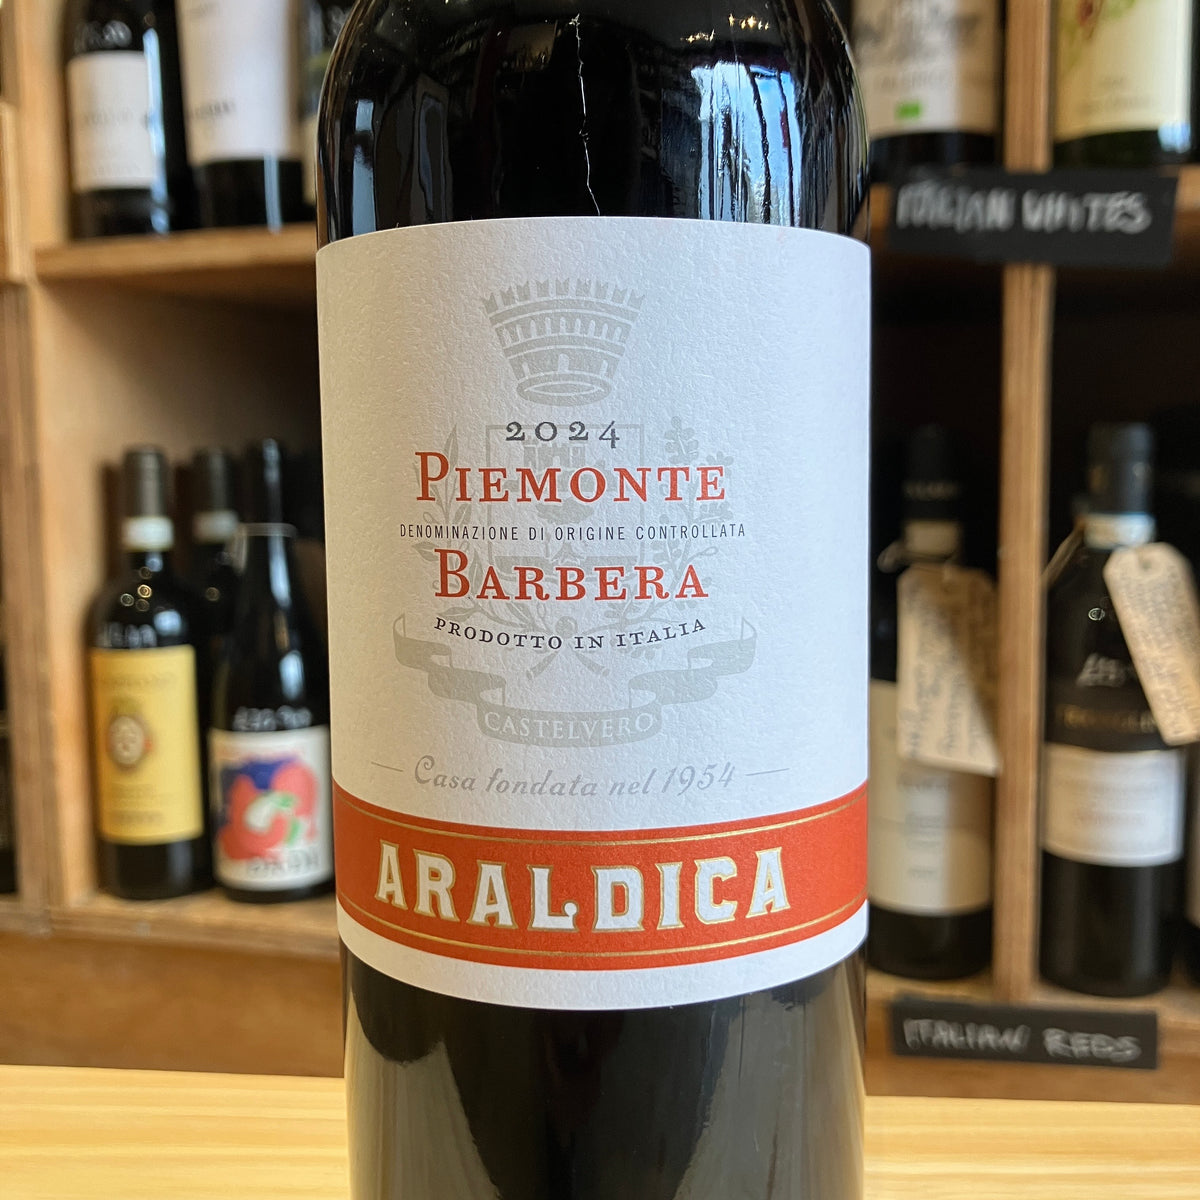 ITALIAN WHITES
2024
PIEMONTE
DENOMINAZIONE DI ORIGINE CONTROLLATA
BARBERA
PRODOTTO IN ITALIA
CASTELVERO
Casa fondata nel 1954
ARALDICA
ITALIAN REDS